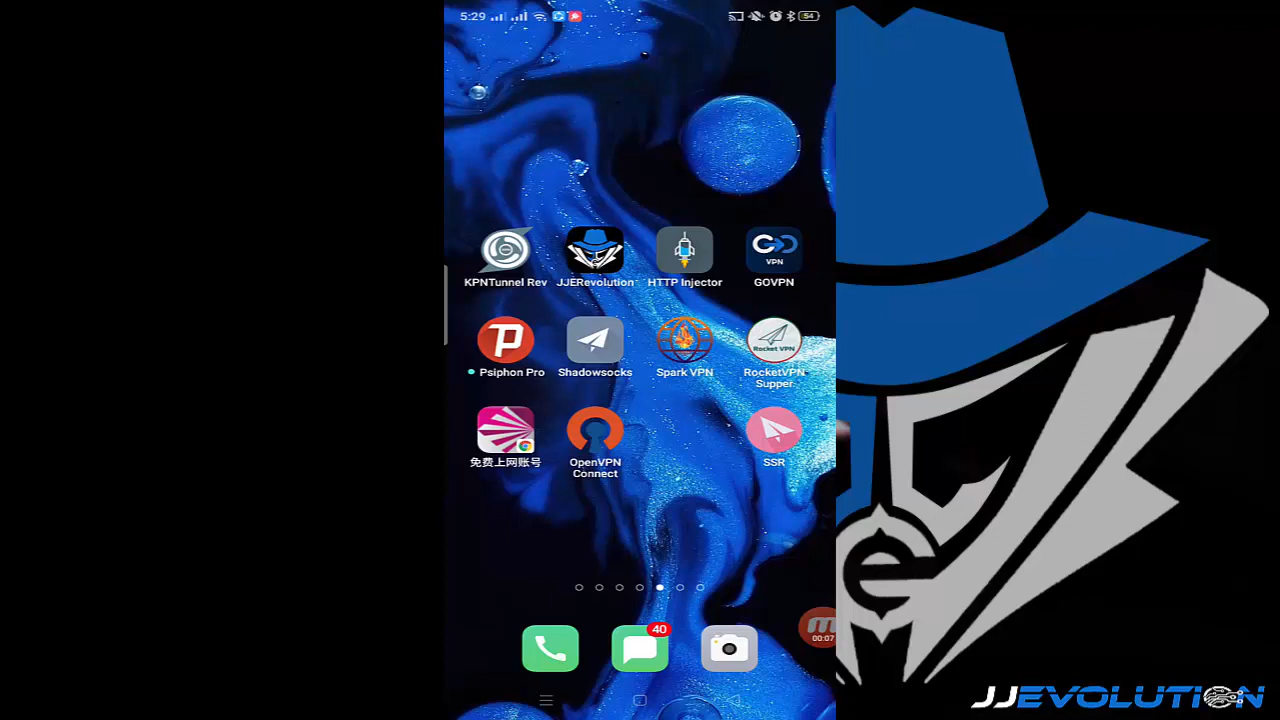 5:29
54
KPNTunnel Rev
JJERevolution
HTTP Injector
GOVPN
VPN
Psiphon Pro
Shadowsocks
Spark VPN
Rocket VPN
RocketVPN
Supper
免费上网账号
OpenVPN
Connect
SSR
40
00:07
e
JJEVOLUTION